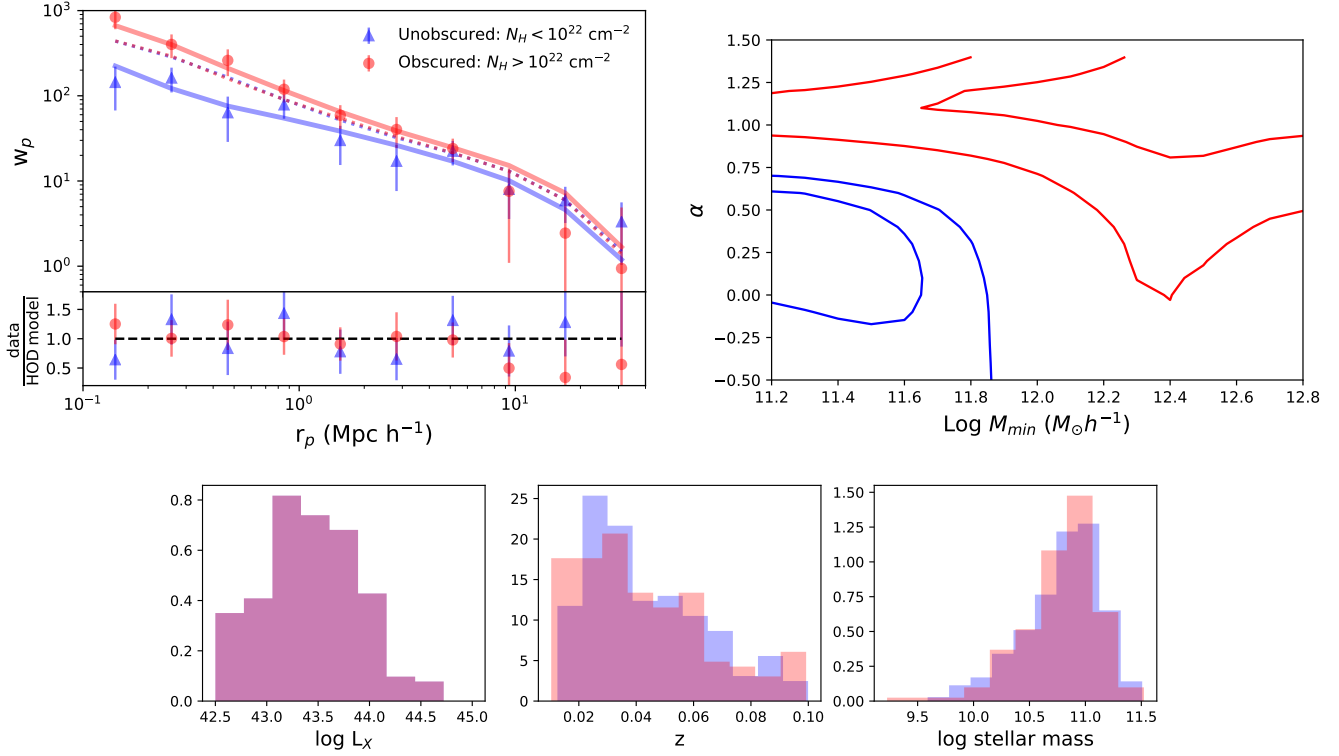 10³
10²
10¹
10⁰
w_p
Unobscured: N_H < 10²² cm⁻²
Obscured: N_H > 10²² cm⁻²
1.5
1.0
0.5
data
HOD model
10⁻¹ 10⁰ 10¹
r_p (Mpc h⁻¹)
1.50
1.25
1.00
0.75
0.50
0.25
0.00
−0.25
−0.50
α
11.2 11.4 11.6 11.8 12.0 12.2 12.4 12.6 12.8
Log M_min (M_⊙h⁻¹)
0.8
0.6
0.4
0.2
0.0
42.5 43.0 43.5 44.0 44.5 45.0
log L_X
25
20
15
10
5
0
0.02 0.04 0.06 0.08 0.10
z
1.50
1.25
1.00
0.75
0.50
0.25
0.00
9.5 10.0 10.5 11.0 11.5
log stellar mass